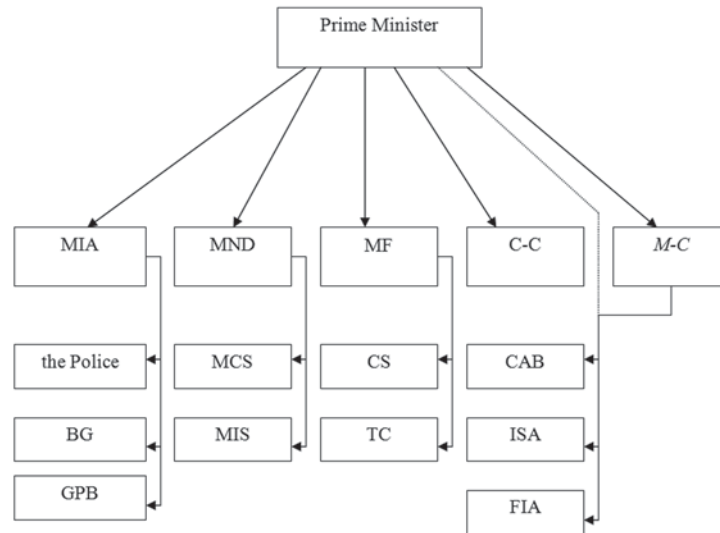 Prime Minister
MIA
MND
MF
C-C
M-C
the Police
MCS
CS
CAB
BG
MIS
TC
ISA
GPB
FIA